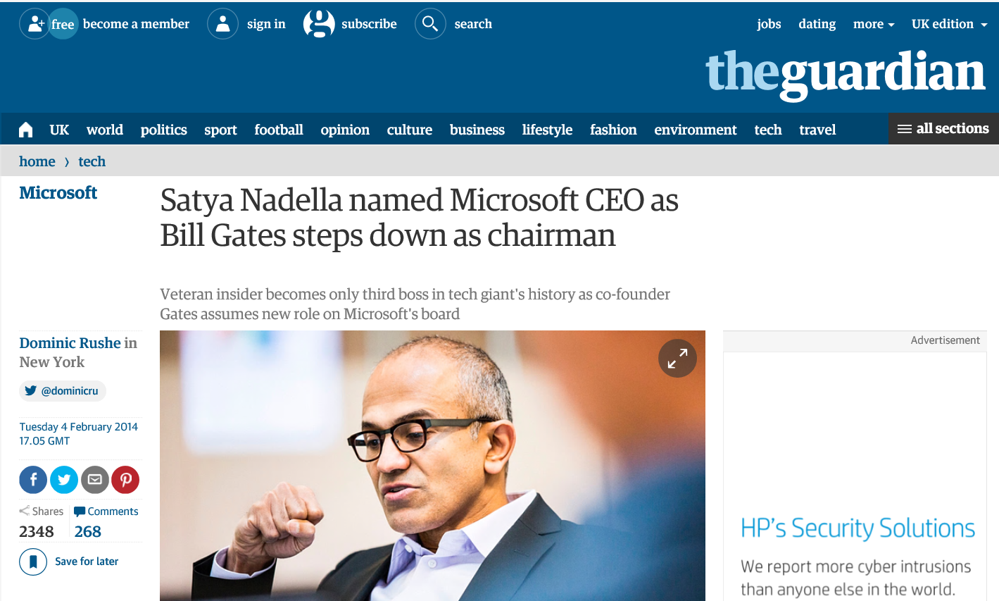 free become a member sign in subscribe search jobs dating more UK edition
theguardian
UK world politics sport football opinion culture business lifestyle fashion environment tech travel all sections
home › tech
Microsoft
Satya Nadella named Microsoft CEO as
Bill Gates steps down as chairman
Veteran insider becomes only third boss in tech giant's history as co-founder
Gates assumes new role on Microsoft's board
Dominic Rushe in
New York
@dominicru
Tuesday 4 February 2014
17.05 GMT
Shares Comments
2348 268
Save for later
Advertisement
HP's Security Solutions
We report more cyber intrusions
than anyone else in the world.